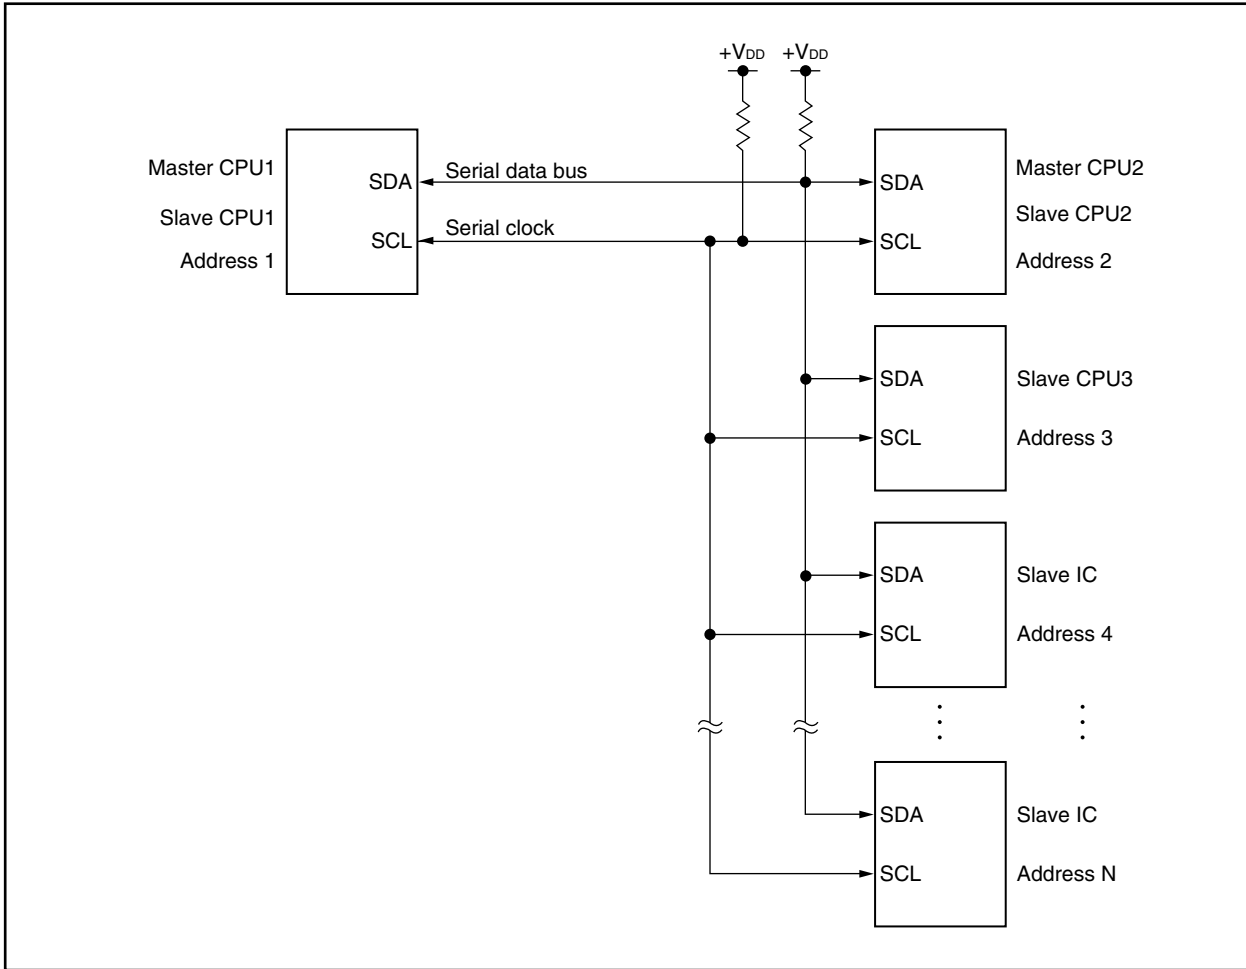 +VDD +VDD
Master CPU1
Slave CPU1
Address 1
SDA
SCL
Serial data bus
Serial clock
SDA
SCL
Master CPU2
Slave CPU2
Address 2
SDA
SCL
Slave CPU3
Address 3
SDA
SCL
Slave IC
Address 4
SDA
SCL
Slave IC
Address N